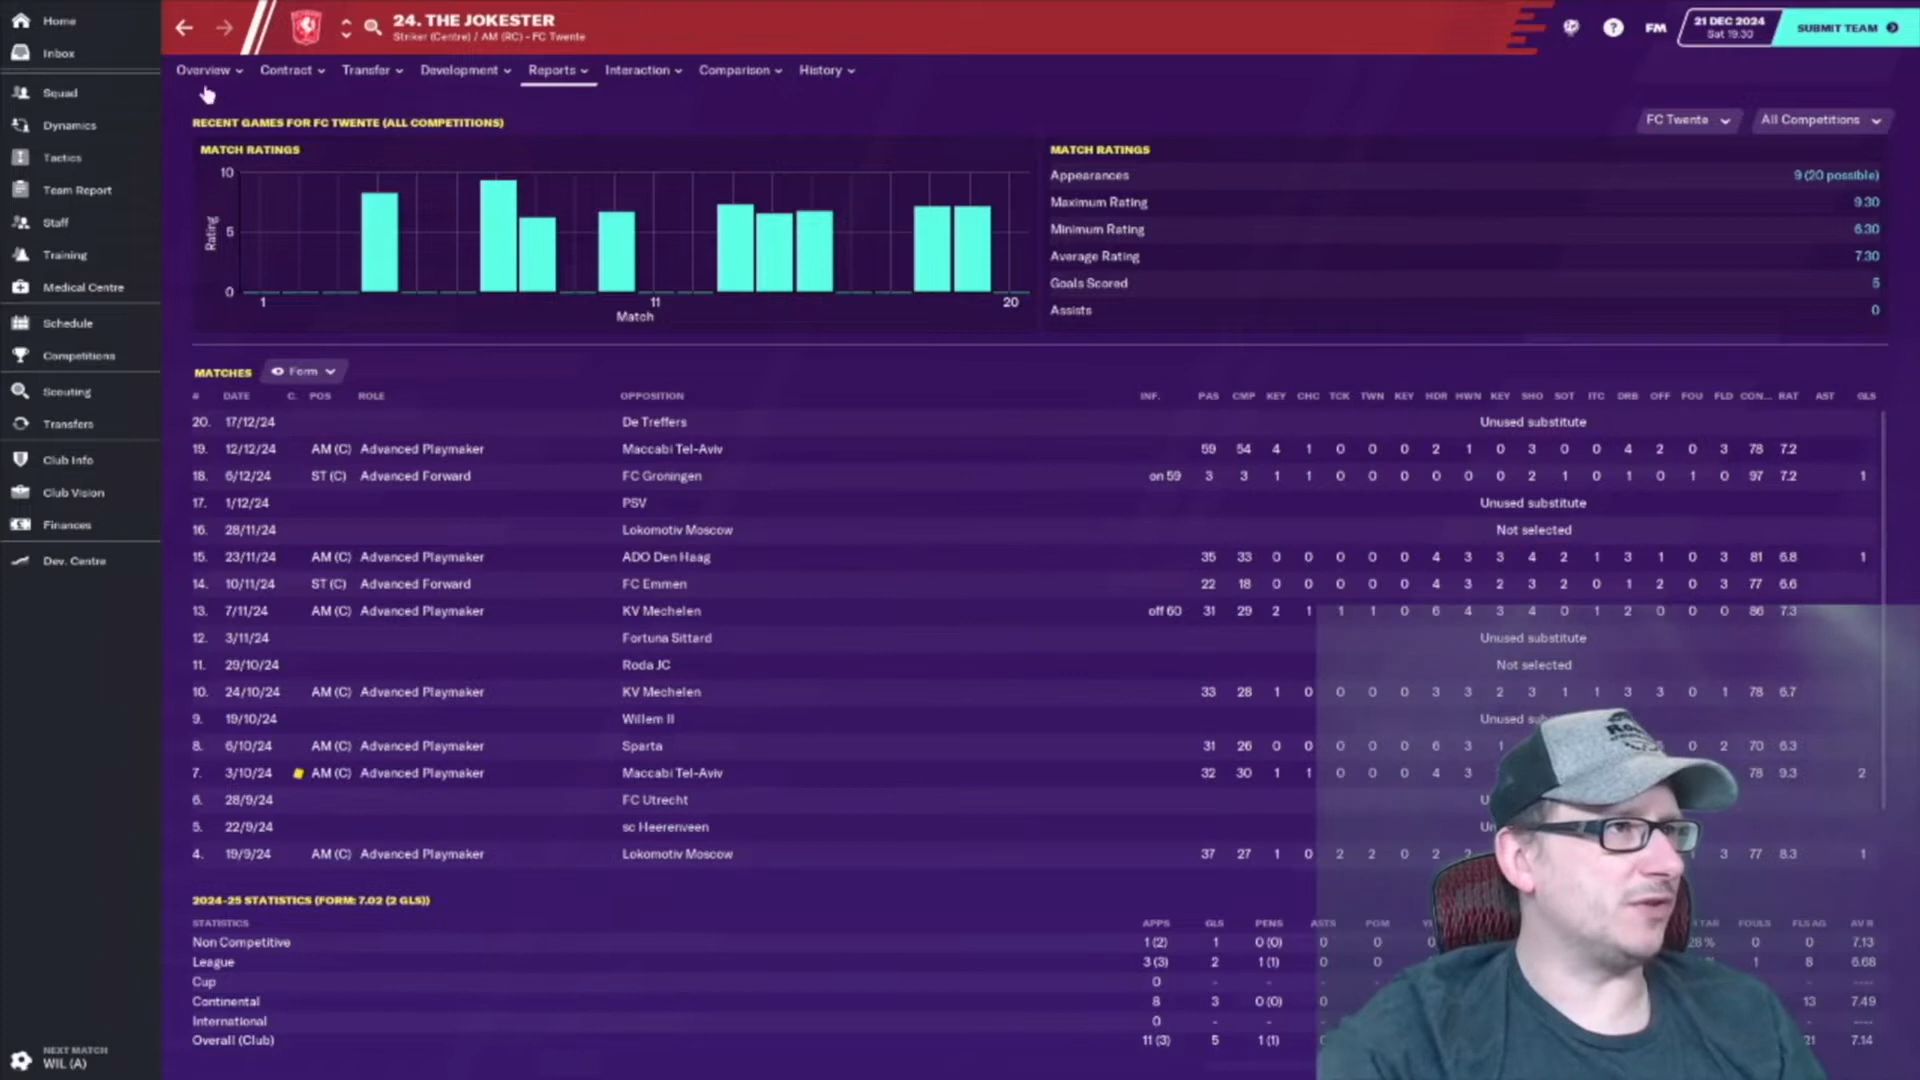 24. THE JOKESTER
Striker (Centre) / AM (RC) - FC Twente
FM
21 DEC 2024
Sat 19:30
SUBMIT TEAM
Home
Inbox
Squad
Dynamics
Tactics
Team Report
Staff
Training
Medical Centre
Schedule
Competitions
Scouting
Transfers
Club Info
Club Vision
Finances
Dev. Centre
NEXT MATCH
WIL (A)
Overview Contract Transfer Development Reports Interaction Comparison History
RECENT GAMES FOR FC TWENTE (ALL COMPETITIONS)
FC Twente All Competitions
MATCH RATINGS
10
5
0
Rating
1 11 20
Match
MATCH RATINGS
Appearances 9 (20 possible)
Maximum Rating 9.30
Minimum Rating 6.30
Average Rating 7.30
Goals Scored 5
Assists 0
MATCHES Form
# DATE C. POS ROLE OPPOSITION INF. PAS CMP KEY CHC TCK TWN KEY HDR HWN KEY SHO SOT ITC DRB OFF FOU FLD CON... RAT AST GLS
20. 17/12/24 De Treffers Unused substitute
19. 12/12/24 AM (C) Advanced Playmaker Maccabi Tel-Aviv 59 54 4 1 0 0 0 2 1 0 3 0 0 4 2 0 3 78 7.2
18. 6/12/24 ST (C) Advanced Forward FC Groningen on 59 3 3 1 1 0 0 0 0 0 0 2 1 0 1 0 1 0 97 7.2 1
17. 1/12/24 PSV Unused substitute
16. 28/11/24 Lokomotiv Moscow Not selected
15. 23/11/24 AM (C) Advanced Playmaker ADO Den Haag 35 33 0 0 0 0 0 4 3 3 4 2 1 3 1 0 3 81 6.8 1
14. 10/11/24 ST (C) Advanced Forward FC Emmen 22 18 0 0 0 0 0 4 3 2 3 2 0 1 2 0 3 77 6.6
13. 7/11/24 AM (C) Advanced Playmaker KV Mechelen off 60 31 29 2 1 1 1 0 6 4 3 4 0 1 2 0 0 0 86 7.3
12. 3/11/24 Fortuna Sittard Unused substitute
11. 29/10/24 Roda JC Not selected
10. 24/10/24 AM (C) Advanced Playmaker KV Mechelen 33 28 1 0 0 0 0 3 3 2 3 1 1 3 3 0 1 78 6.7
9. 19/10/24 Willem II Unused
8. 6/10/24 AM (C) Advanced Playmaker Sparta 31 26 0 0 0 0 0 6 3 1 0 2 70 6.3
7. 3/10/24 AM (C) Advanced Playmaker Maccabi Tel-Aviv 32 30 1 1 0 0 0 4 3 78 9.3 2
6. 28/9/24 FC Utrecht
5. 22/9/24 sc Heerenveen
4. 19/9/24 AM (C) Advanced Playmaker Lokomotiv Moscow 37 27 1 0 2 2 0 2 3 77 8.3 1
2024-25 STATISTICS (FORM: 7.02 (2 GLS))
STATISTICS APPS GLS PENS ASTS POM FOULS FLS AG AV R
Non Competitive 1 (2) 1 0 (0) 0 0 0 28 % 0 0 7.13
League 3 (3) 2 1 (1) 0 0 1 8 6.68
Cup 0 - - - - - - ----
Continental 8 3 0 (0) 0 13 7.49
International 0 - - - - ----
Overall (Club) 11 (3) 5 1 (1) 21 7.14